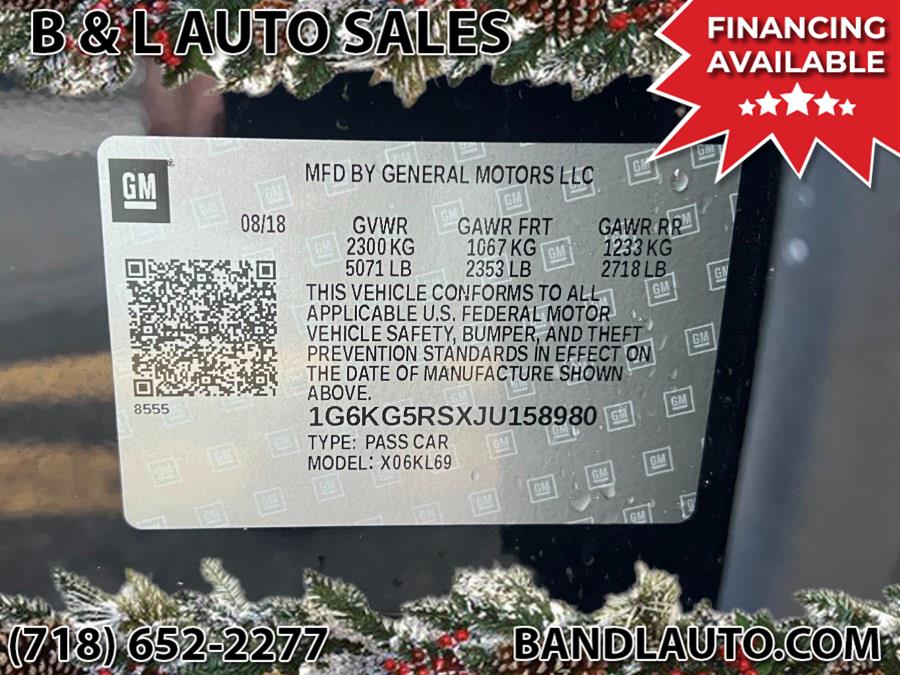 B & L AUTO SALES
FINANCING
AVAILABLE
GM
MFD BY GENERAL MOTORS LLC
08/18 GVWR GAWR FRT GAWR RR
2300 KG 1067 KG 1233 KG
5071 LB 2353 LB 2718 LB
THIS VEHICLE CONFORMS TO ALL
APPLICABLE U.S. FEDERAL MOTOR
VEHICLE SAFETY, BUMPER, AND THEFT
PREVENTION STANDARDS IN EFFECT ON
THE DATE OF MANUFACTURE SHOWN
ABOVE.
8555
1G6KG5RSXJU158980
TYPE: PASS CAR
MODEL: X06KL69
(718) 652-2277
BANDLAUTO.COM